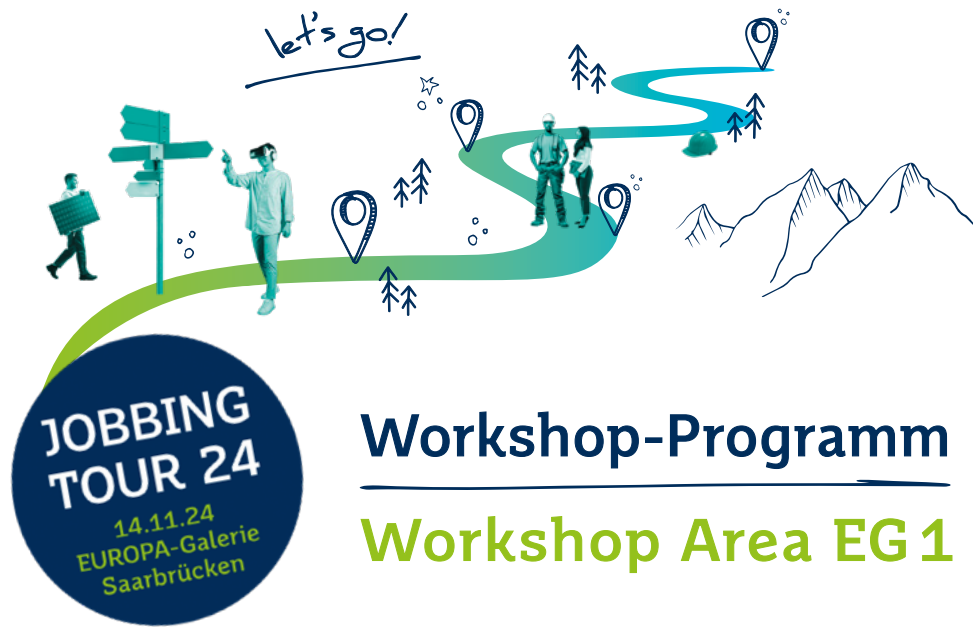 let's go!
JOBBING
TOUR 24
14.11.24
EUROPA-Galerie
Saarbrücken
Workshop-Programm
Workshop Area EG 1